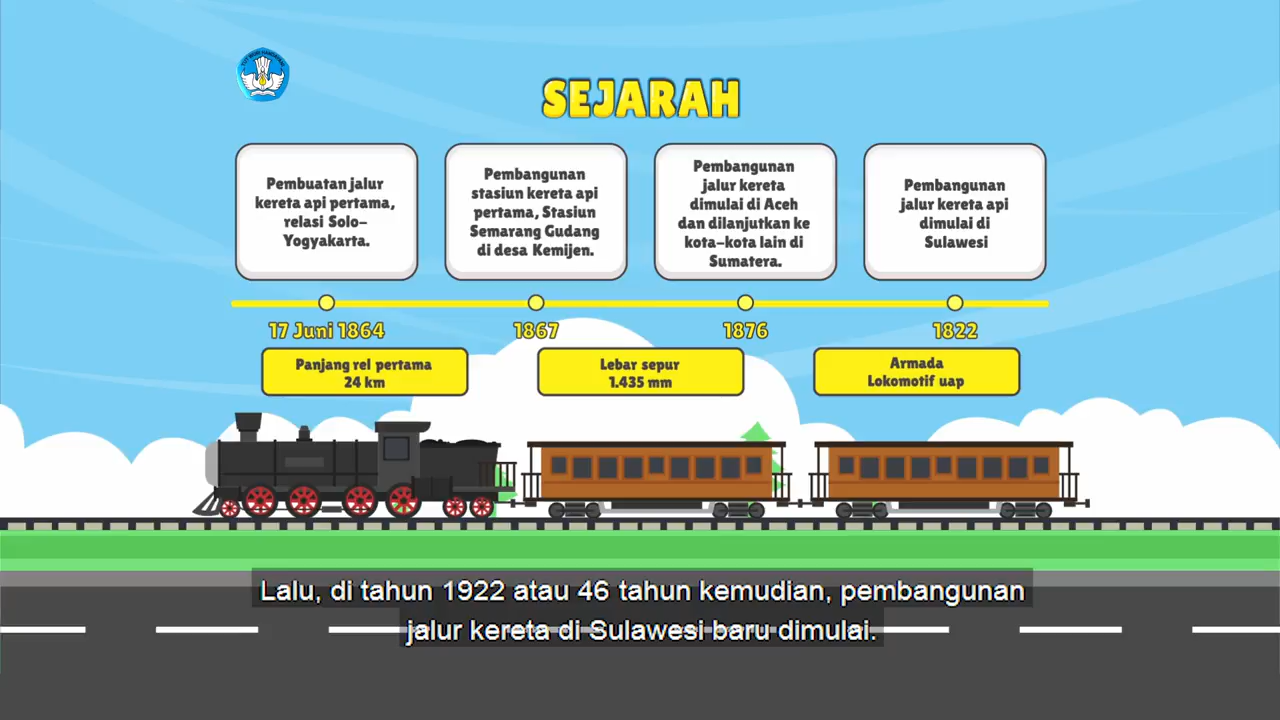 SEJARAH
Pembuatan jalur
kereta api pertama,
relasi Solo-
Yogyakarta.
Pembangunan
stasiun kereta api
pertama, Stasiun
Semarang Gudang
di desa Kemijen.
Pembangunan
jalur kereta
dimulai di Aceh
dan dilanjutkan ke
kota-kota lain di
Sumatera.
Pembangunan
jalur kereta api
dimulai di
Sulawesi
17 Juni 1864
1867
1876
1822
Panjang rel pertama
24 km
Lebar sepur
1.435 mm
Armada
Lokomotif uap
Lalu, di tahun 1922 atau 46 tahun kemudian, pembangunan
jalur kereta di Sulawesi baru dimulai.